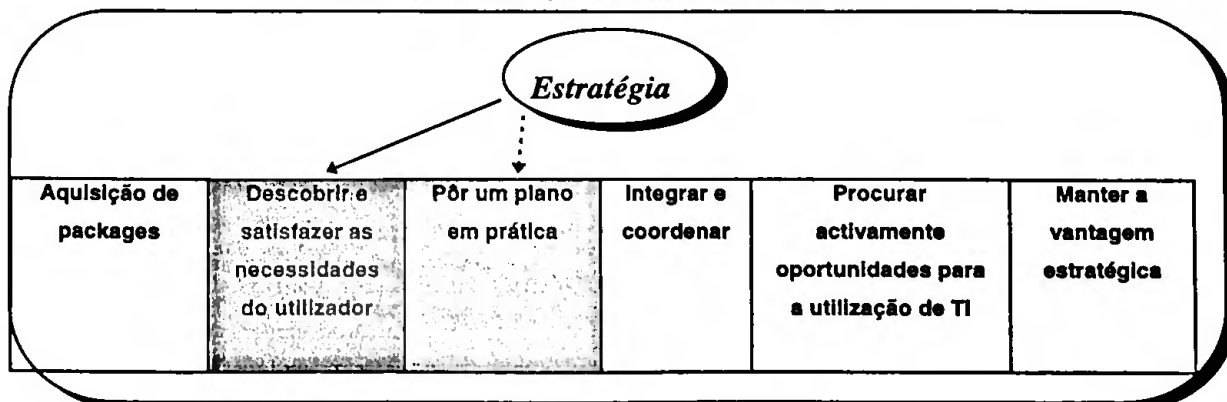 Estratégia
Aquisição de
packages
Descobrir e
satisfazer as
necessidades
do utilizador
Pôr um plano
em prática
Integrar e
coordenar
Procurar
activamente
oportunidades para
a utilização de TI
Manter a
vantagem
estratégica